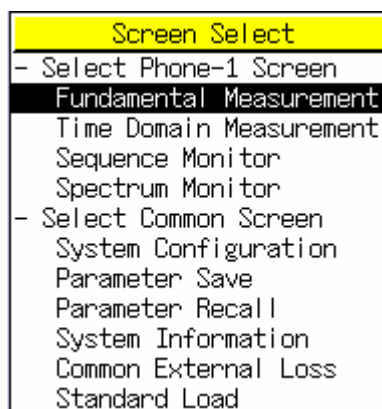 Screen Select
- Select Phone-1 Screen
Fundamental Measurement
Time Domain Measurement
Sequence Monitor
Spectrum Monitor
- Select Common Screen
System Configuration
Parameter Save
Parameter Recall
System Information
Common External Loss
Standard Load